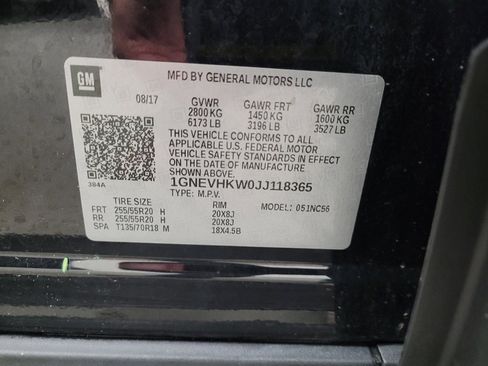 GM
MFD BY GENERAL MOTORS LLC
08/17 GVWR GAWR FRT GAWR RR
2800 KG 1450 KG 1600 KG
6173 LB 3196 LB 3527 LB
THIS VEHICLE CONFORMS TO ALL
APPLICABLE U.S. FEDERAL MOTOR
VEHICLE SAFETY STANDARDS IN
EFFECT ON THE DATE OF MANUFACTURE
SHOWN ABOVE.
1GNEVHKW0JJ118365
384A TYPE: M.P.V. MODEL: 051NC56
TIRE SIZE RIM
FRT 255/55R20 H 20X8J
RR 255/55R20 H 20X8J
SPA T135/70R18 M 18X4.5B